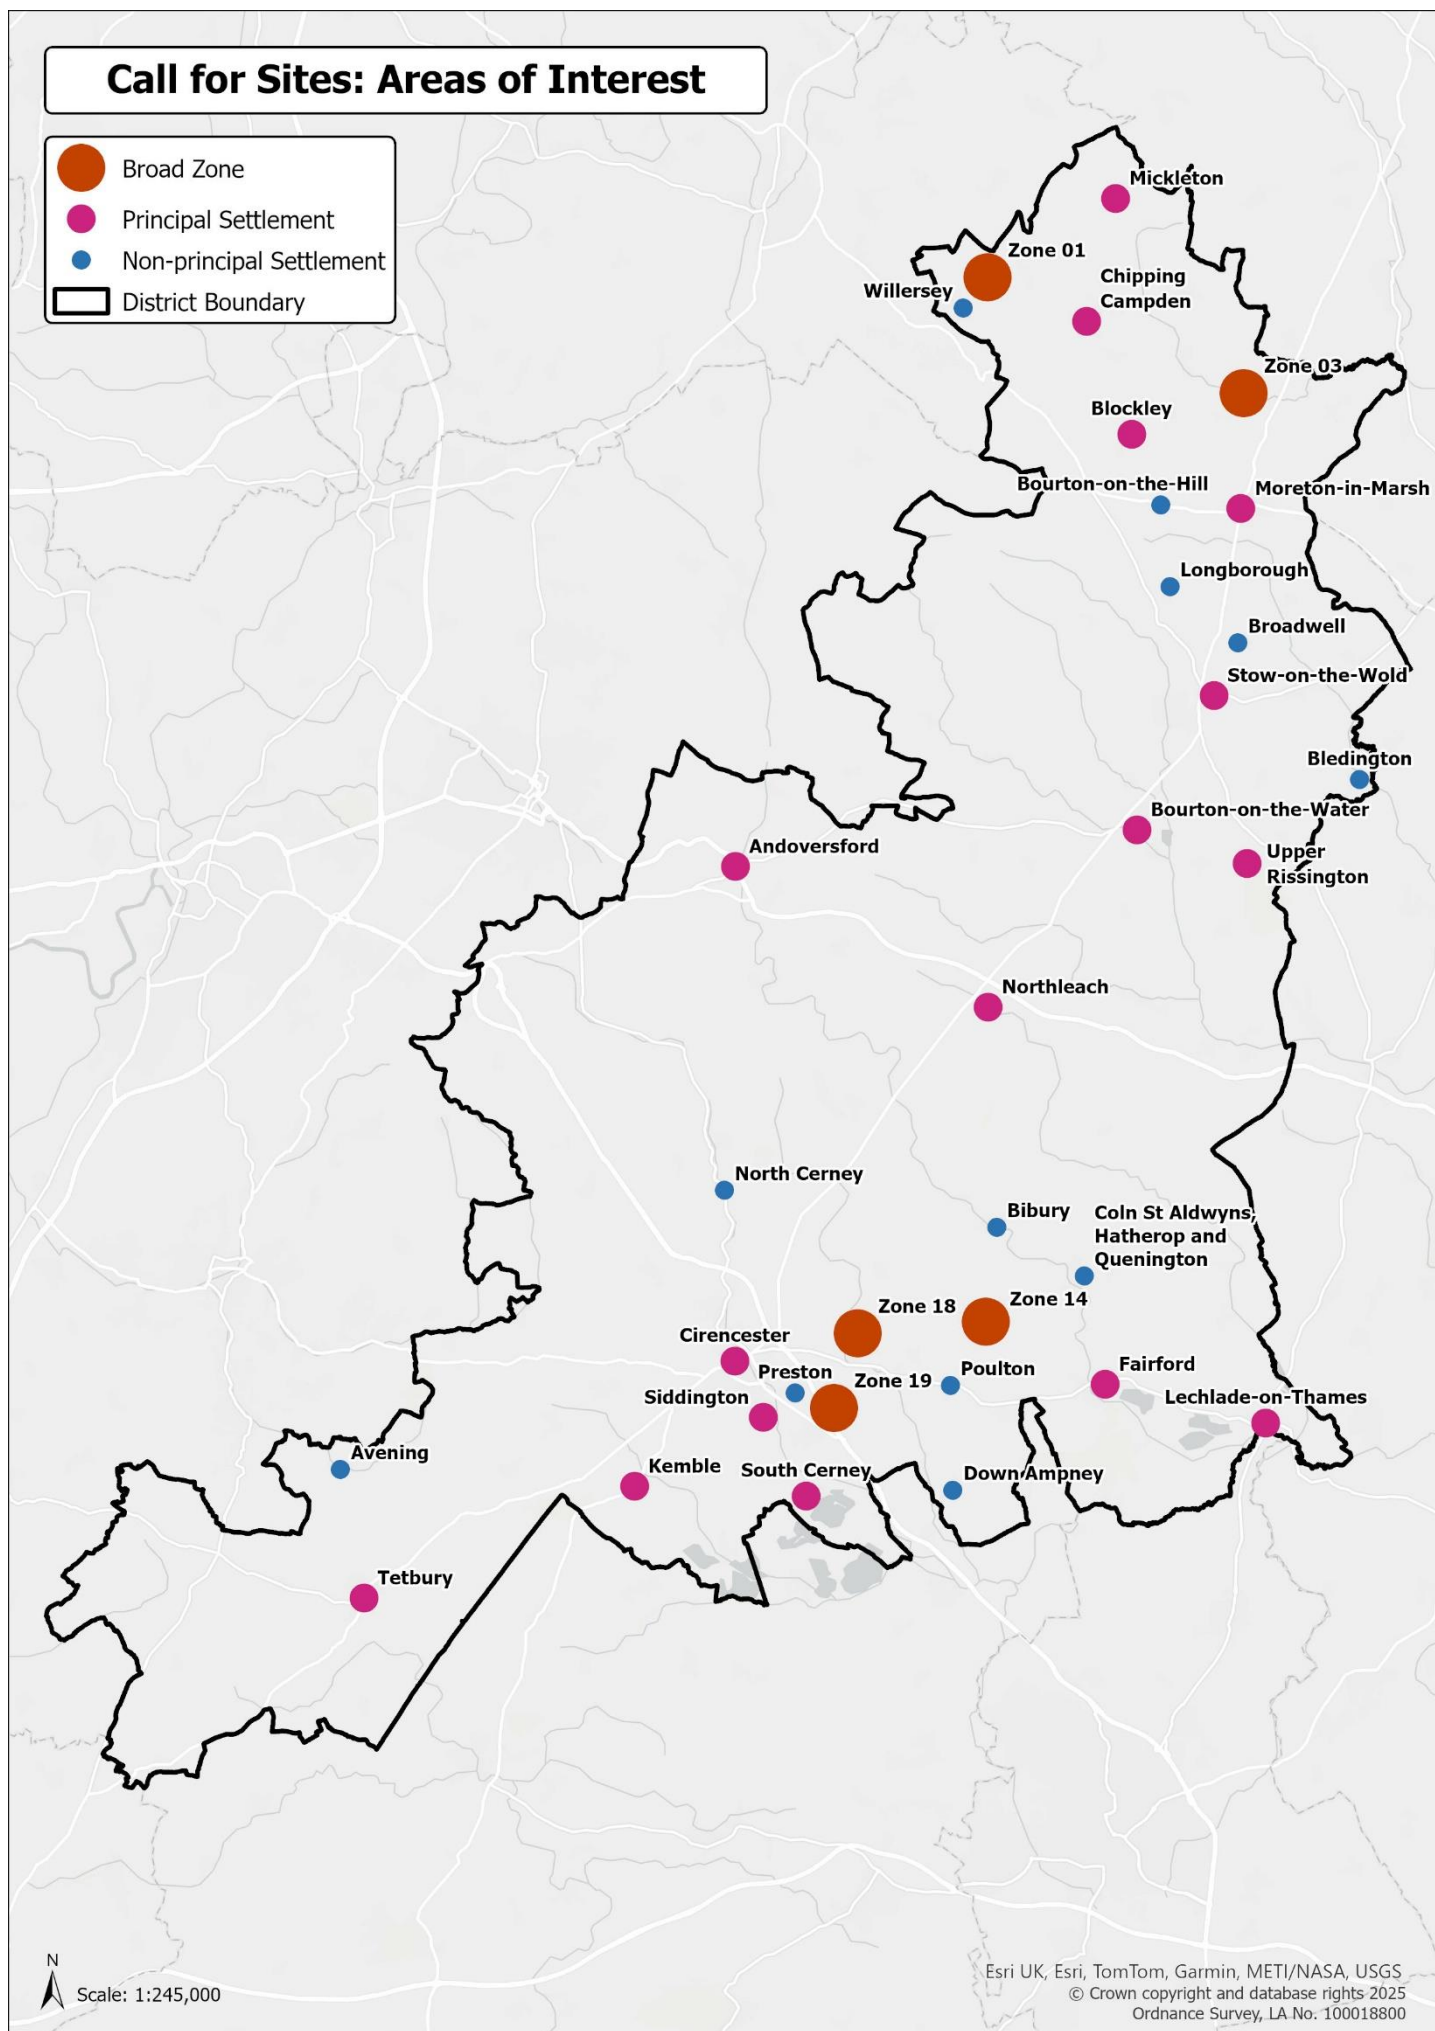 Call for Sites: Areas of Interest
Broad Zone
Principal Settlement
Non-principal Settlement
District Boundary
Mickleton
Zone 01
Chipping
Campden
Willersey
Zone 03
Blockley
Bourton-on-the-Hill
Moreton-in-Marsh
Longborough
Broadwell
Stow-on-the-Wold
Bledington
Bourton-on-the-Water
Andoversford
Upper
Rissington
Northleach
North Cerney
Bibury
Coln St Aldwyns,
Hatherop and
Quenington
Zone 18
Zone 14
Cirencester
Preston
Zone 19
Poulton
Fairford
Siddington
Lechlade-on-Thames
Avening
Kemble
South Cerney
Down Ampney
Tetbury
N
Scale: 1:245,000
Esri UK, Esri, TomTom, Garmin, METI/NASA, USGS
© Crown copyright and database rights 2025
Ordnance Survey, LA No. 100018800